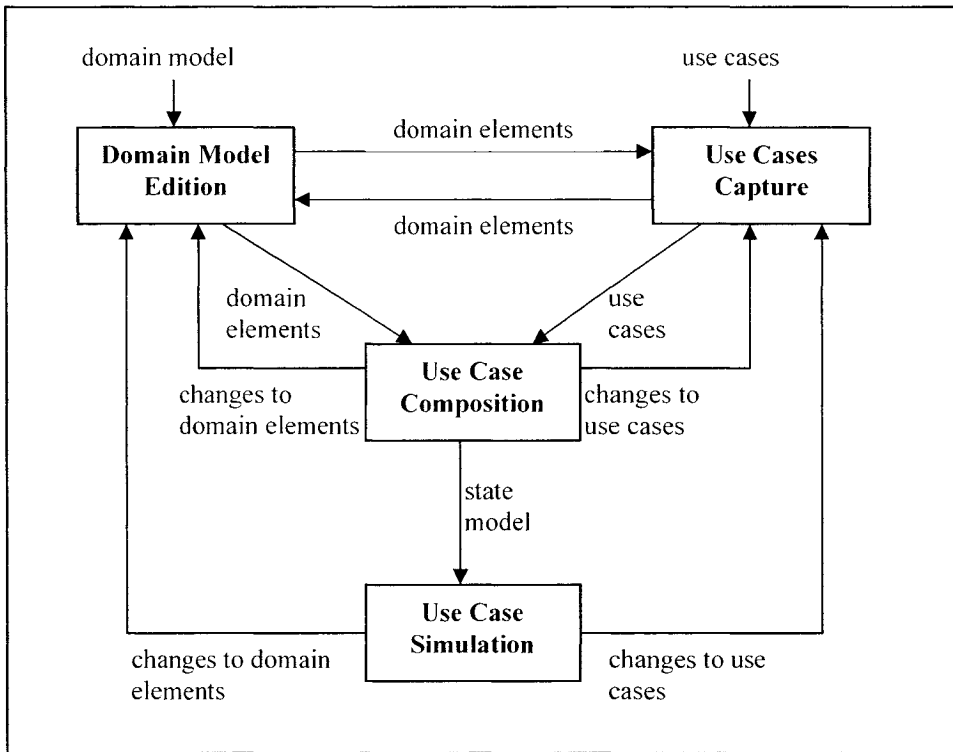 domain model
use cases
domain elements
Domain Model
Edition
Use Cases
Capture
domain elements
domain
elements
use
cases
Use Case
Composition
changes to
domain elements
changes to
use cases
state
model
Use Case
Simulation
changes to domain
elements
changes to use
cases